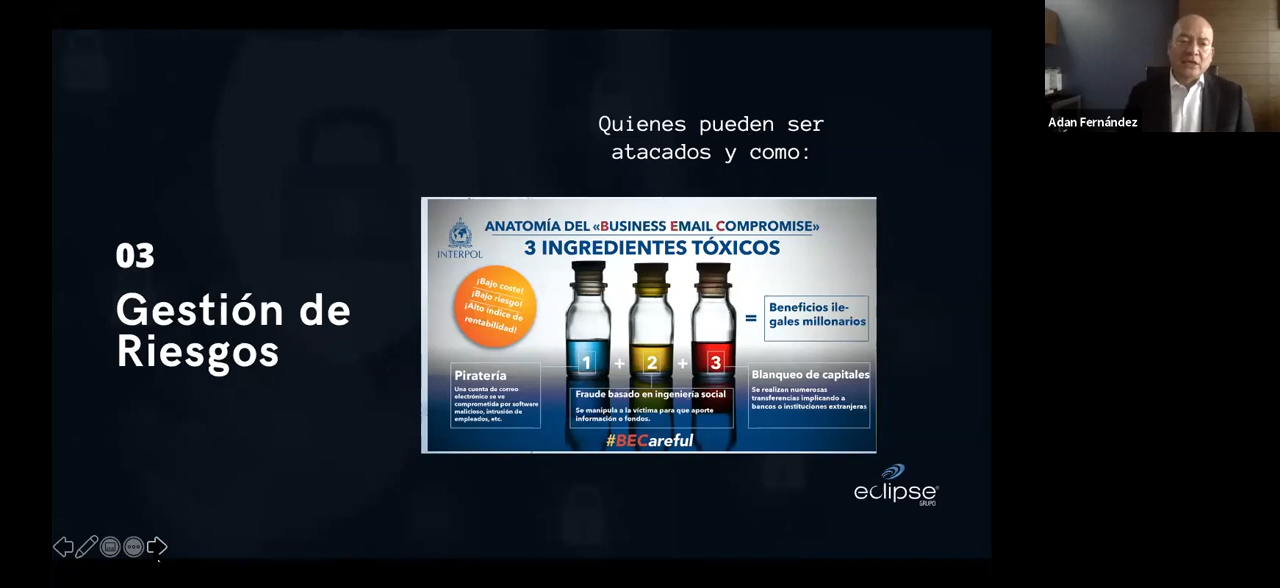 Adan Fernández
Quienes pueden ser
atacados y como:
03
Gestión de
Riesgos
INTERPOL
ANATOMÍA DEL «BUSINESS EMAIL COMPROMISE»
3 INGREDIENTES TÓXICOS
¡Bajo coste!
¡Bajo riesgo!
¡Alto índice de
rentabilidad!
1 + 2 + 3
=
Beneficios ile-
gales millonarios
Piratería
Una cuenta de correo
electrónico se ve
comprometida por software
malicioso, intrusión de
empleados, etc.
Fraude basado en ingeniería social
Se manipula a la víctima para que aporte
información o fondos.
Blanqueo de capitales
Se realizan numerosas
transferencias implicando a
bancos o instituciones extranjeras
#BECareful
eclipse®
GRUPO